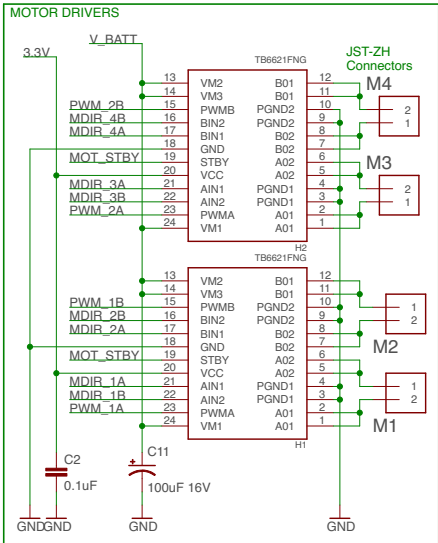 MOTOR DRIVERS
V_BATT
3.3V
TB6621FNG
JST-ZH
Connectors
M4
13 VM2 B01 12
14 VM3 B01 11
PWM_2B 15 PWMB PGND2 10
MDIR_4B 16 BIN2 PGND2 9
MDIR_4A 17 BIN1 B02 8
18 GND B02 7
MOT_STBY 19 STBY A02 6
20 VCC A02 5
MDIR_3A 21 AIN1 PGND1 4
MDIR_3B 22 AIN2 PGND1 3
PWM_2A 23 PWMA A01 2
24 VM1 A01 1
2
1
M3
2
1
H2
TB6621FNG
13 VM2 B01 12
14 VM3 B01 11
PWM_1B 15 PWMB PGND2 10
MDIR_2B 16 BIN2 PGND2 9
MDIR_2A 17 BIN1 B02 8
18 GND B02 7
MOT_STBY 19 STBY A02 6
20 VCC A02 5
MDIR_1A 21 AIN1 PGND1 4
MDIR_1B 22 AIN2 PGND1 3
PWM_1A 23 PWMA A01 2
24 VM1 A01 1
1
2
M2
1
2
M1
H1
C2
0.1uF
C11
+
100uF 16V
GND
GND
GND
GND